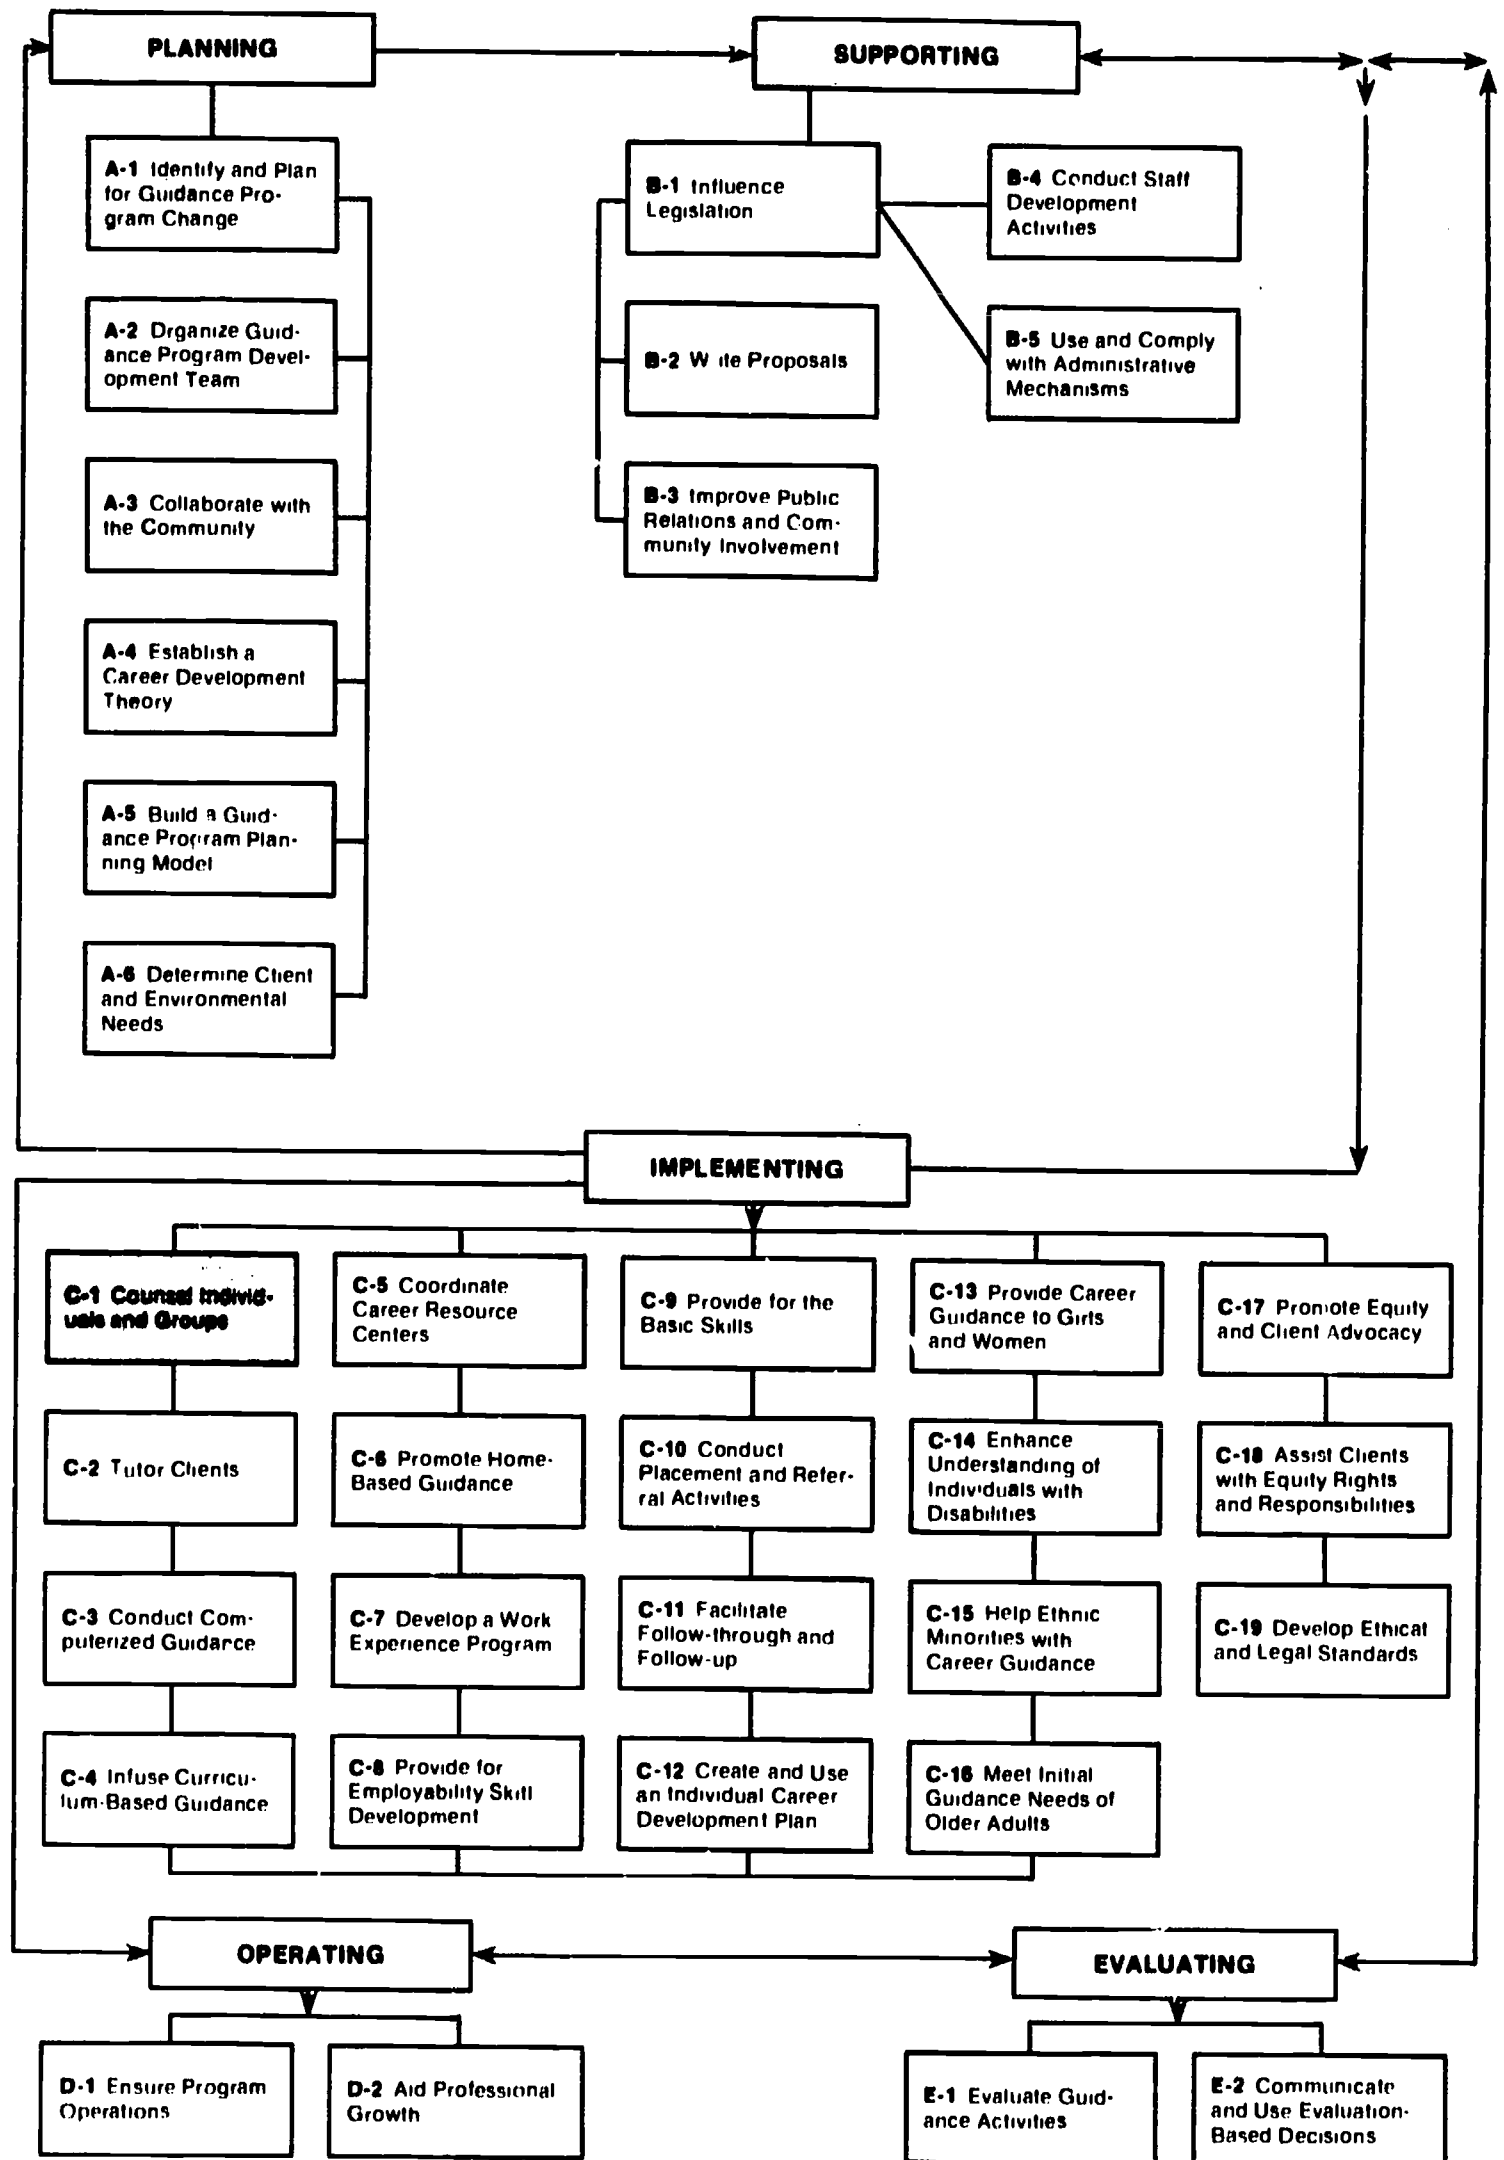 PLANNING
SUPPORTING
A-1 Identify and Plan
for Guidance Pro-
gram Change
A-2 Organize Guid-
ance Program Devel-
opment Team
A-3 Collaborate with
the Community
A-4 Establish a
Career Development
Theory
A-5 Build a Guid-
ance Program Plan-
ning Model
A-6 Determine Client
and Environmental
Needs
B-1 Influence
Legislation
B-2 Write Proposals
B-3 Improve Public
Relations and Com-
munity Involvement
B-4 Conduct Staff
Development
Activities
B-5 Use and Comply
with Administrative
Mechanisms
IMPLEMENTING
C-1 Counsel Individ-
uals and Groups
C-2 Tutor Clients
C-3 Conduct Com-
puterized Guidance
C-4 Infuse Curricu-
lum-Based Guidance
C-5 Coordinate
Career Resource
Centers
C-6 Promote Home-
Based Guidance
C-7 Develop a Work
Experience Program
C-8 Provide for
Employability Skill
Development
C-9 Provide for the
Basic Skills
C-10 Conduct
Placement and Refer-
ral Activities
C-11 Facilitate
Follow-through and
Follow-up
C-12 Create and Use
an Individual Career
Development Plan
C-13 Provide Career
Guidance to Girls
and Women
C-14 Enhance
Understanding of
Individuals with
Disabilities
C-15 Help Ethnic
Minorities with
Career Guidance
C-16 Meet Initial
Guidance Needs of
Older Adults
C-17 Promote Equity
and Client Advocacy
C-18 Assist Clients
with Equity Rights
and Responsibilities
C-19 Develop Ethical
and Legal Standards
OPERATING
EVALUATING
D-1 Ensure Program
Operations
D-2 Aid Professional
Growth
E-1 Evaluate Guid-
ance Activities
E-2 Communicate
and Use Evaluation-
Based Decisions